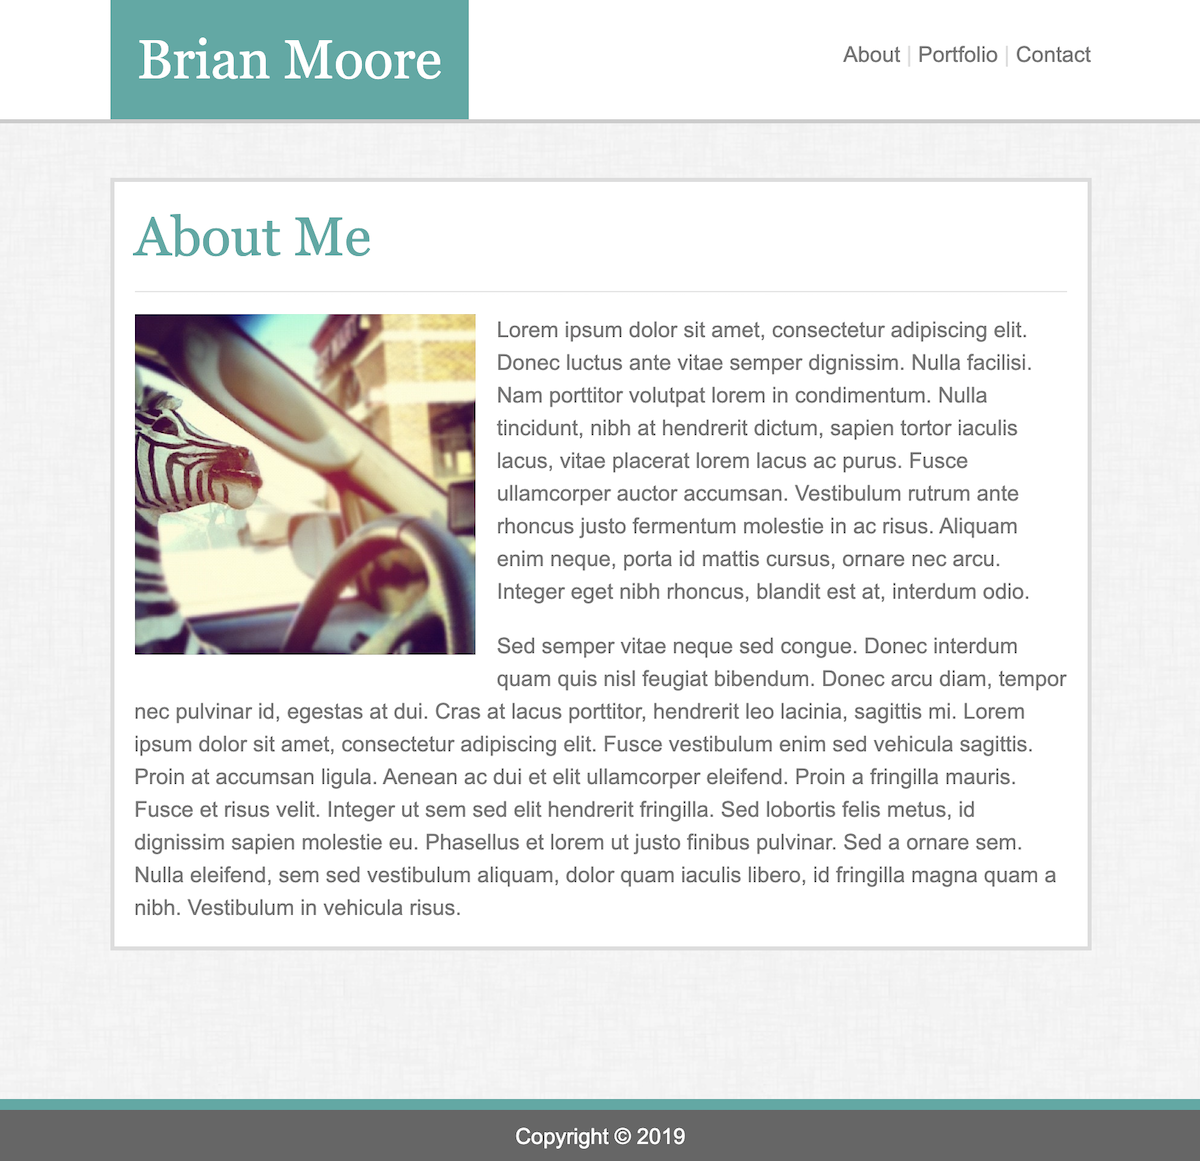 Brian Moore
About | Portfolio | Contact
About Me
Lorem ipsum dolor sit amet, consectetur adipiscing elit.
Donec luctus ante vitae semper dignissim. Nulla facilisi.
Nam porttitor volutpat lorem in condimentum. Nulla
tincidunt, nibh at hendrerit dictum, sapien tortor iaculis
lacus, vitae placerat lorem lacus ac purus. Fusce
ullamcorper auctor accumsan. Vestibulum rutrum ante
rhoncus justo fermentum molestie in ac risus. Aliquam
enim neque, porta id mattis cursus, ornare nec arcu.
Integer eget nibh rhoncus, blandit est at, interdum odio.
Sed semper vitae neque sed congue. Donec interdum
quam quis nisl feugiat bibendum. Donec arcu diam, tempor
nec pulvinar id, egestas at dui. Cras at lacus porttitor, hendrerit leo lacinia, sagittis mi. Lorem
ipsum dolor sit amet, consectetur adipiscing elit. Fusce vestibulum enim sed vehicula sagittis.
Proin at accumsan ligula. Aenean ac dui et elit ullamcorper eleifend. Proin a fringilla mauris.
Fusce et risus velit. Integer ut sem sed elit hendrerit fringilla. Sed lobortis felis metus, id
dignissim sapien molestie eu. Phasellus et lorem ut justo finibus pulvinar. Sed a ornare sem.
Nulla eleifend, sem sed vestibulum aliquam, dolor quam iaculis libero, id fringilla magna quam a
nibh. Vestibulum in vehicula risus.
Copyright © 2019